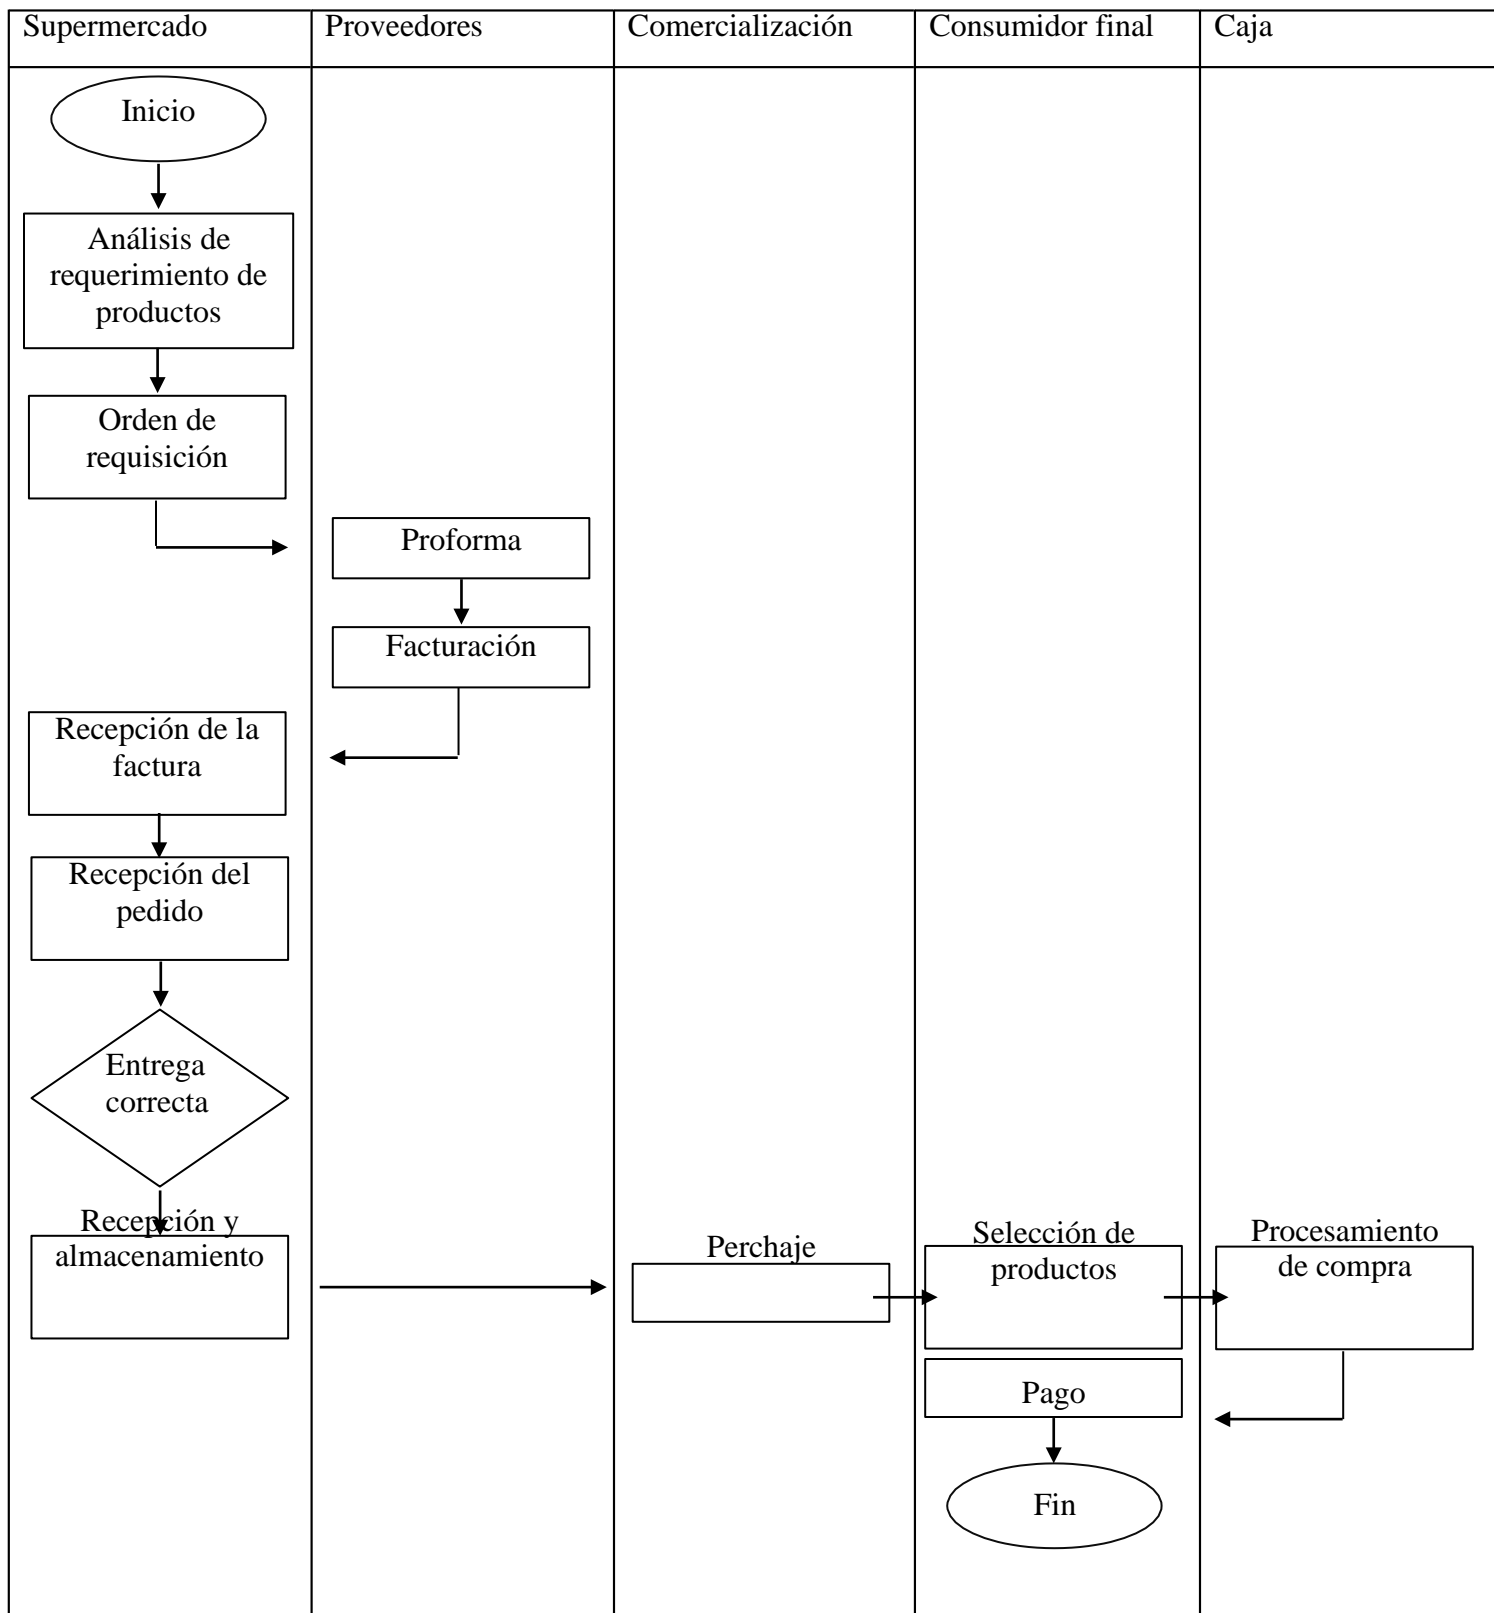 Supermercado
Proveedores
Comercialización
Consumidor final
Caja
Inicio
Análisis de
requerimiento de
productos
Orden de
requisición
Proforma
Facturación
Recepción de la
factura
Recepción del
pedido
Entrega
correcta
Recepción y
almacenamiento
Perchaje
Selección de
productos
Procesamiento
de compra
Pago
Fin